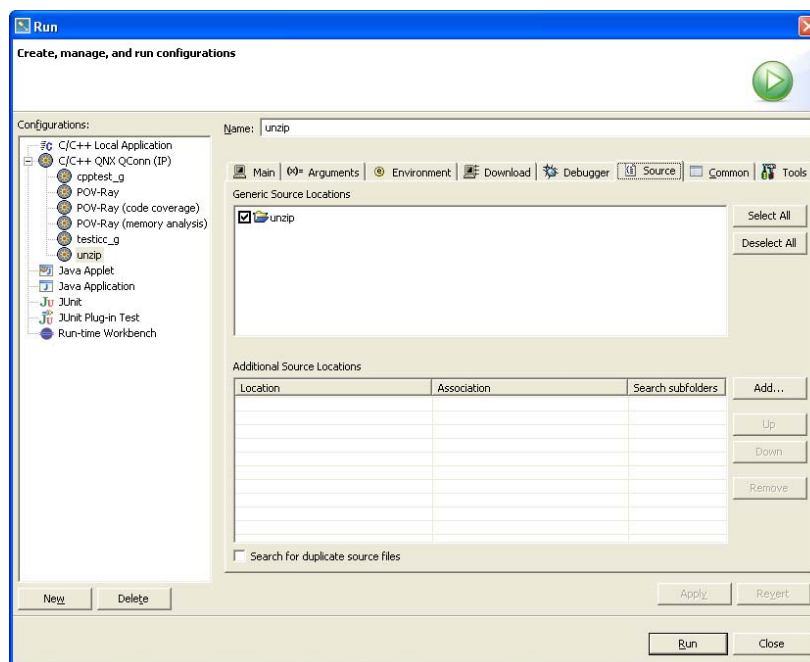 Run
Create, manage, and run configurations
Configurations:
C/C++ Local Application
C/C++ QNX QConn (IP)
cpptest_g
POV-Ray
POV-Ray (code coverage)
POV-Ray (memory analysis)
testicc_g
unzip
Java Applet
Java Application
JUnit
JUnit Plug-in Test
Run-time Workbench
New Delete
Name: unzip
Main (x)= Arguments Environment Download Debugger Source Common Tools
Generic Source Locations
unzip
Select All
Deselect All
Additional Source Locations
Location Association Search subfolders
Add...
Up
Down
Remove
Search for duplicate source files
Apply Revert
Run Close